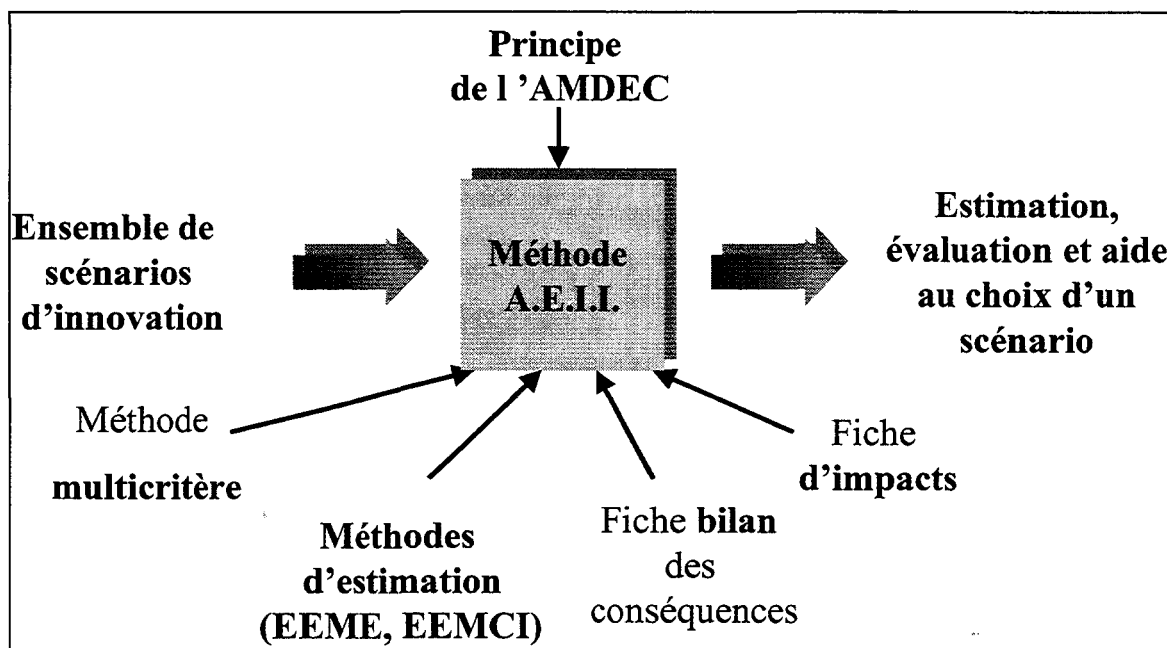 Principe
de l ’AMDEC
Ensemble de
scénarios
d’innovation
Méthode
A.E.I.I.
Estimation,
évaluation et aide
au choix d’un
scénario
Méthode
multicritère
Méthodes
d’estimation
(EEME, EEMCI)
Fiche bilan
des
conséquences
Fiche
d’impacts